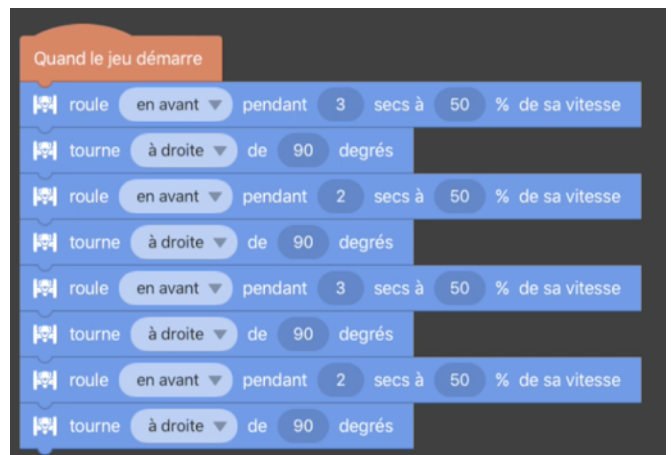 Quand le jeu démarre
roule en avant pendant 3 secs à 50 % de sa vitesse
tourne à droite de 90 degrés
roule en avant pendant 2 secs à 50 % de sa vitesse
tourne à droite de 90 degrés
roule en avant pendant 3 secs à 50 % de sa vitesse
tourne à droite de 90 degrés
roule en avant pendant 2 secs à 50 % de sa vitesse
tourne à droite de 90 degrés